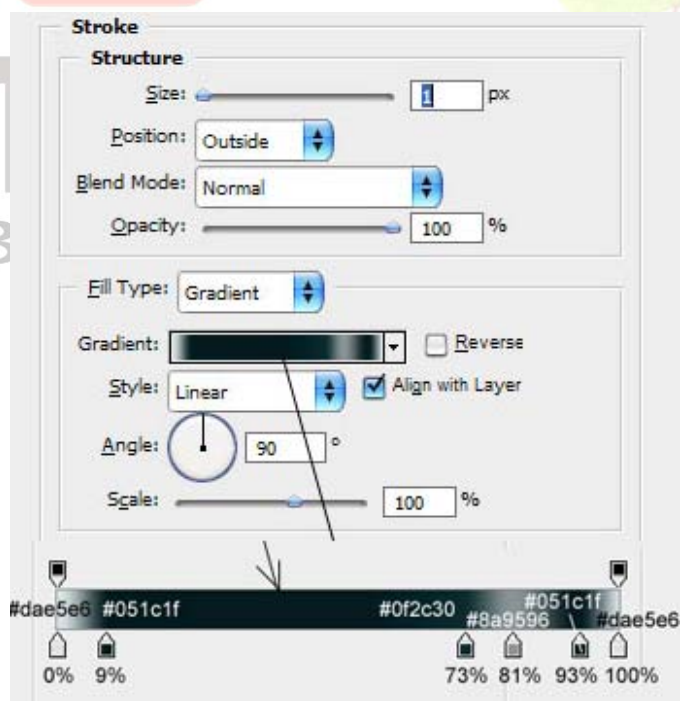 Stroke
Structure
Size: 1 px
Position: Outside
Blend Mode: Normal
Opacity: 100 %
Fill Type: Gradient
Gradient: Reverse
Style: Linear Align with Layer
Angle: 90 °
Scale: 100 %
#dae5e6 #051c1f #0f2c30 #8a9596 #051c1f #dae5e6
0% 9% 73% 81% 93% 100%